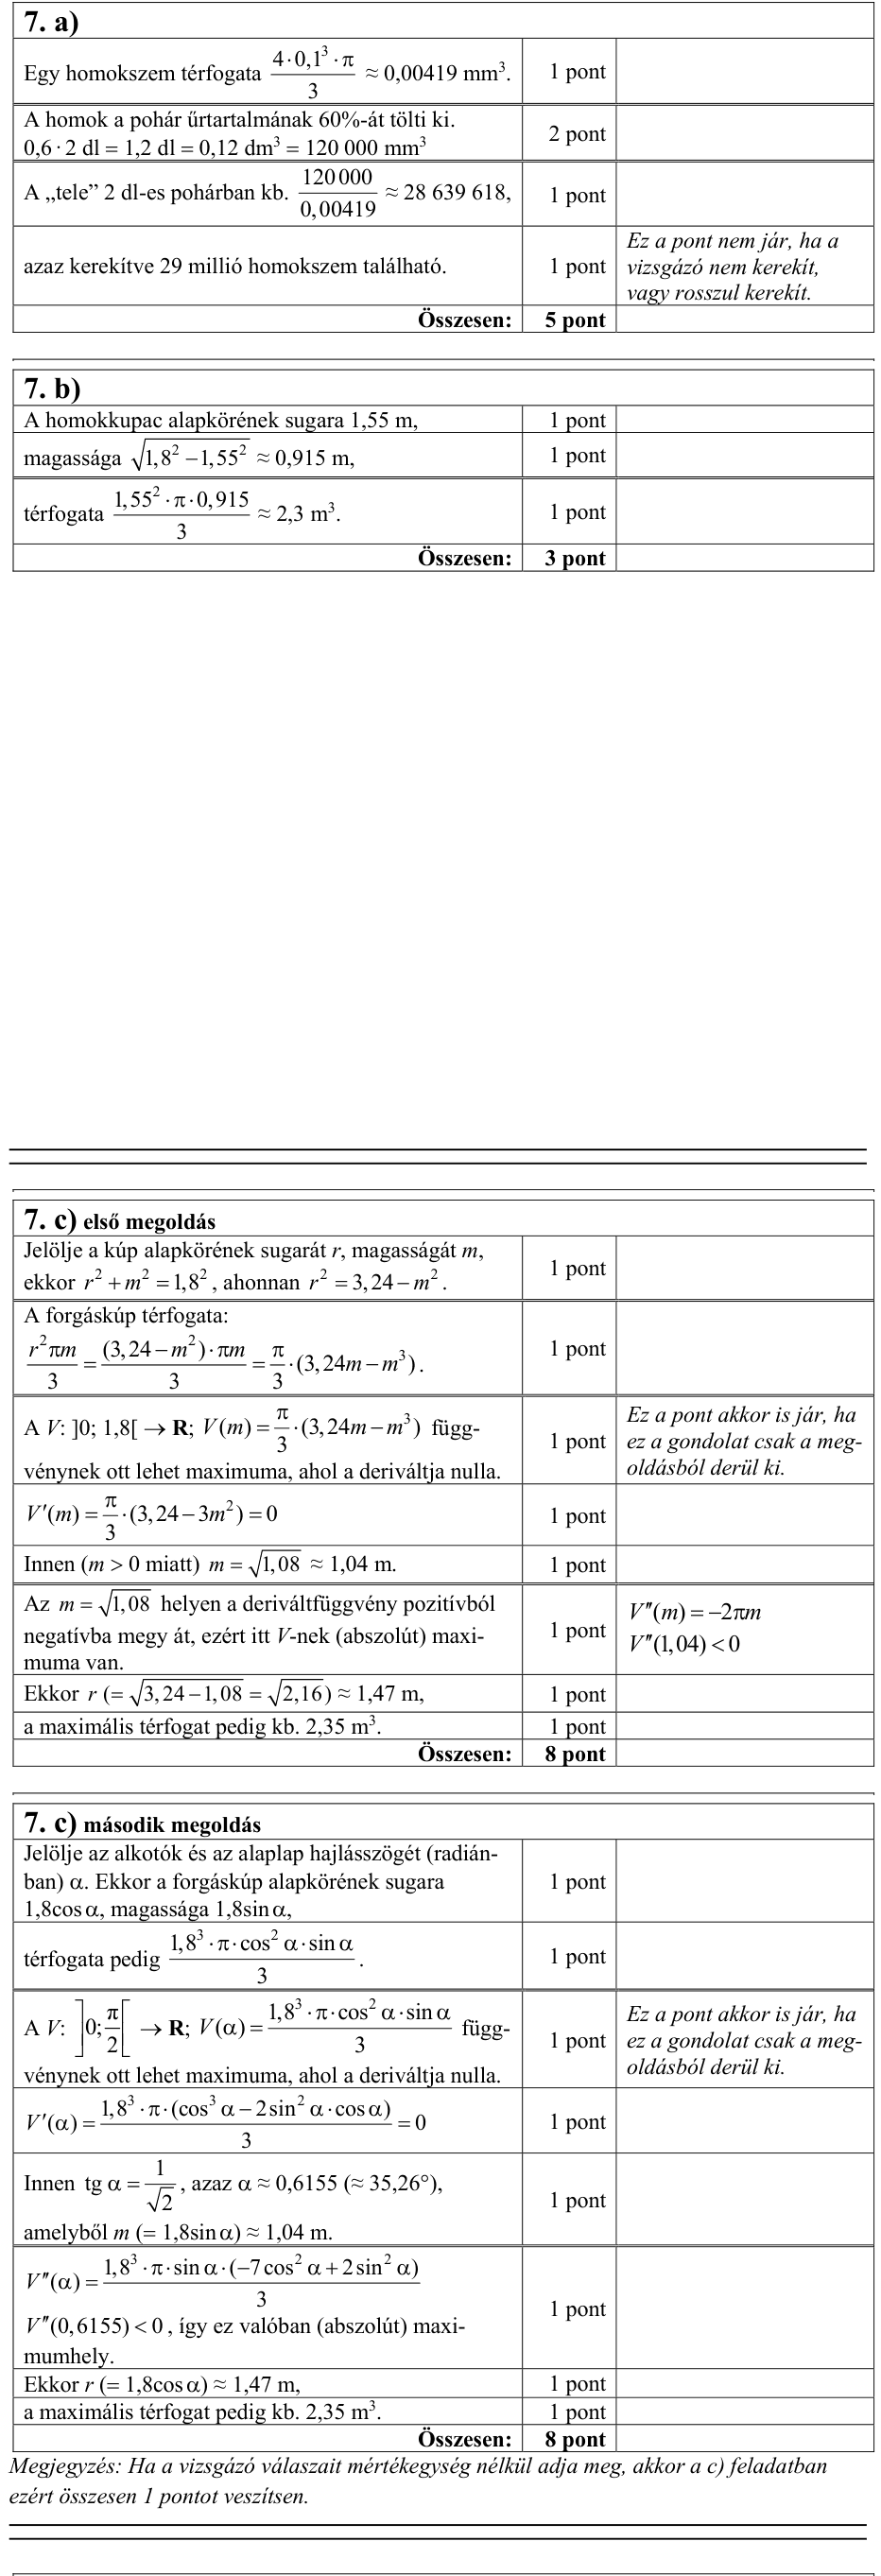 7. a)
Egy homokszem térfogata (4·0,1³·π)/3 ≈ 0,00419 mm³. 1 pont
A homok a pohár űrtartalmának 60%-át tölti ki.
0,6 · 2 dl = 1,2 dl = 0,12 dm³ = 120 000 mm³ 2 pont
A „tele” 2 dl-es pohárban kb. 120 000/0,00419 ≈ 28 639 618, 1 pont
azaz kerekítve 29 millió homokszem található. 1 pont
Ez a pont nem jár, ha a
vizsgázó nem kerekít,
vagy rosszul kerekít.
Összesen: 5 pont
7. b)
A homokkupac alapkörének sugara 1,55 m, 1 pont
magassága √(1,8² − 1,55²) ≈ 0,915 m, 1 pont
térfogata (1,55²·π·0,915)/3 ≈ 2,3 m³. 1 pont
Összesen: 3 pont
7. c) első megoldás
Jelölje a kúp alapkörének sugarát r, magasságát m,
ekkor r² + m² = 1,8², ahonnan r² = 3,24 − m². 1 pont
A forgáskúp térfogata:
r²πm/3 = ((3,24 − m²)·πm)/3 = π/3·(3,24m − m³). 1 pont
A V: ]0; 1,8[ → R; V(m) = π/3·(3,24m − m³) függ-
vénynek ott lehet maximuma, ahol a deriváltja nulla. 1 pont
Ez a pont akkor is jár, ha
ez a gondolat csak a meg-
oldásból derül ki.
V′(m) = π/3·(3,24 − 3m²) = 0 1 pont
Innen (m > 0 miatt) m = √1,08 ≈ 1,04 m. 1 pont
Az m = √1,08 helyen a deriváltfüggvény pozitívból
negatívba megy át, ezért itt V-nek (abszolút) maxi-
muma van. 1 pont
V″(m) = −2πm
V″(1,04) < 0
Ekkor r (= √(3,24 − 1,08) = √2,16) ≈ 1,47 m, 1 pont
a maximális térfogat pedig kb. 2,35 m³. 1 pont
Összesen: 8 pont
7. c) második megoldás
Jelölje az alkotók és az alaplap hajlásszögét (radián-
ban) α. Ekkor a forgáskúp alapkörének sugara
1,8cos α, magassága 1,8sin α, 1 pont
térfogata pedig (1,8³·π·cos² α·sin α)/3. 1 pont
A V: ]0; π/2[ → R; V(α) = (1,8³·π·cos² α·sin α)/3 függ-
vénynek ott lehet maximuma, ahol a deriváltja nulla. 1 pont
Ez a pont akkor is jár, ha
ez a gondolat csak a meg-
oldásból derül ki.
V′(α) = (1,8³·π·(cos³ α − 2sin² α·cos α))/3 = 0 1 pont
Innen tg α = 1/√2, azaz α ≈ 0,6155 (≈ 35,26°),
amelyből m (= 1,8sin α) ≈ 1,04 m. 1 pont
V″(α) = (1,8³·π·sin α·(−7cos² α + 2sin² α))/3
V″(0,6155) < 0, így ez valóban (abszolút) maxi-
mumhely. 1 pont
Ekkor r (= 1,8cos α) ≈ 1,47 m, 1 pont
a maximális térfogat pedig kb. 2,35 m³. 1 pont
Összesen: 8 pont
Megjegyzés: Ha a vizsgázó válaszait mértékegység nélkül adja meg, akkor a c) feladatban
ezért összesen 1 pontot veszítsen.